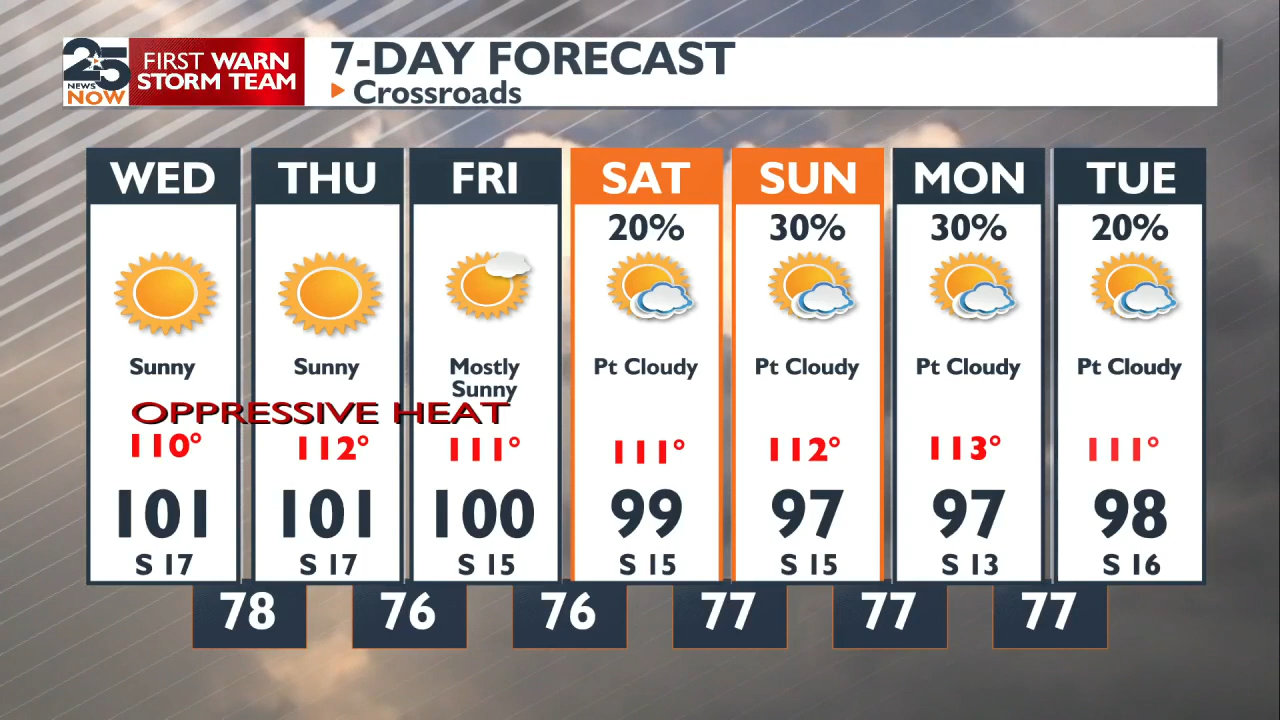 25
NEWS
NOW
FIRST WARN
STORM TEAM
7-DAY FORECAST
Crossroads
WED THU FRI SAT SUN MON TUE
20% 30% 30% 20%
Sunny Sunny Mostly Sunny Pt Cloudy Pt Cloudy Pt Cloudy Pt Cloudy
OPPRESSIVE HEAT
110° 112° 111° 111° 112° 113° 111°
101 101 100 99 97 97 98
S 17 S 17 S 15 S 15 S 15 S 13 S 16
78 76 76 77 77 77